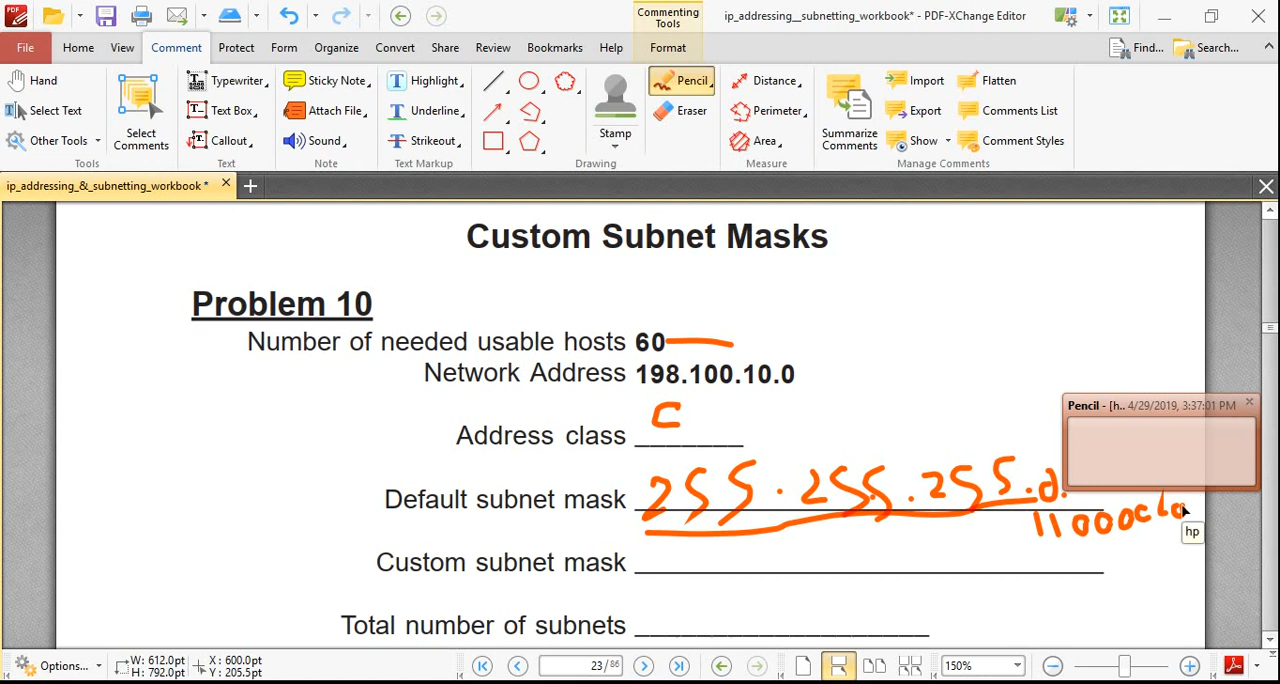 Commenting Tools
ip_addressing__subnetting_workbook* - PDF-XChange Editor
File Home View Comment Protect Form Organize Convert Share Review Bookmarks Help Format Find... Search...
Hand
Select Text
Other Tools
Tools
Select Comments
Typewriter
Text Box
Callout
Text
Sticky Note
Attach File
Sound
Note
Highlight
Underline
Strikeout
Text Markup
Drawing
Stamp
Pencil
Eraser
Distance
Perimeter
Area
Measure
Summarize Comments
Import
Export
Show
Flatten
Comments List
Comment Styles
Manage Comments
ip_addressing_&_subnetting_workbook *
Custom Subnet Masks
Problem 10
Number of needed usable hosts 60
Network Address 198.100.10.0
Address class C
Pencil - [h.. 4/29/2019, 3:37:01 PM
Default subnet mask 255.255.255.0.
hp
Custom subnet mask
Total number of subnets
Options...
W: 612.0pt
H: 792.0pt
X: 600.0pt
Y: 205.5pt
23/86
150%